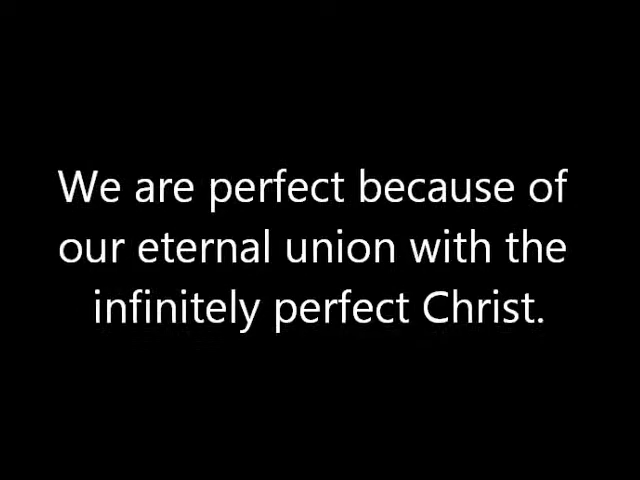 We are perfect because of
our eternal union with the
infinitely perfect Christ.